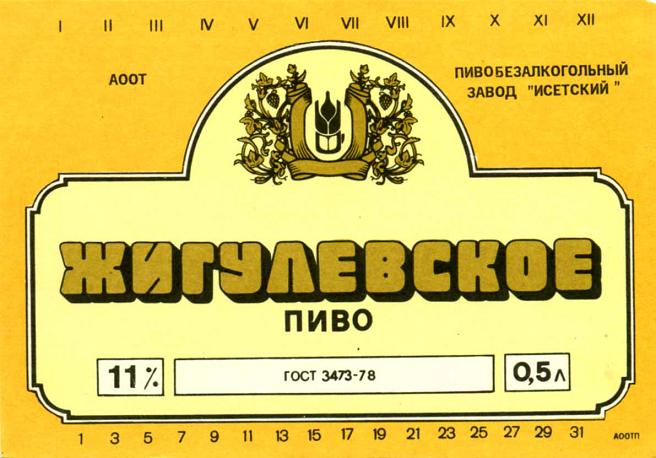 I II III IV V VI VII VIII IX X XI XII
АООТ
ПИВОБЕЗАЛКОГОЛЬНЫЙ
ЗАВОД "ИСЕТСКИЙ"
ЖИГУЛЕВСКОЕ
ПИВО
11%
ГОСТ 3473-78
0,5л
1 3 5 7 9 11 13 15 17 19 21 23 25 27 29 31
АООТП